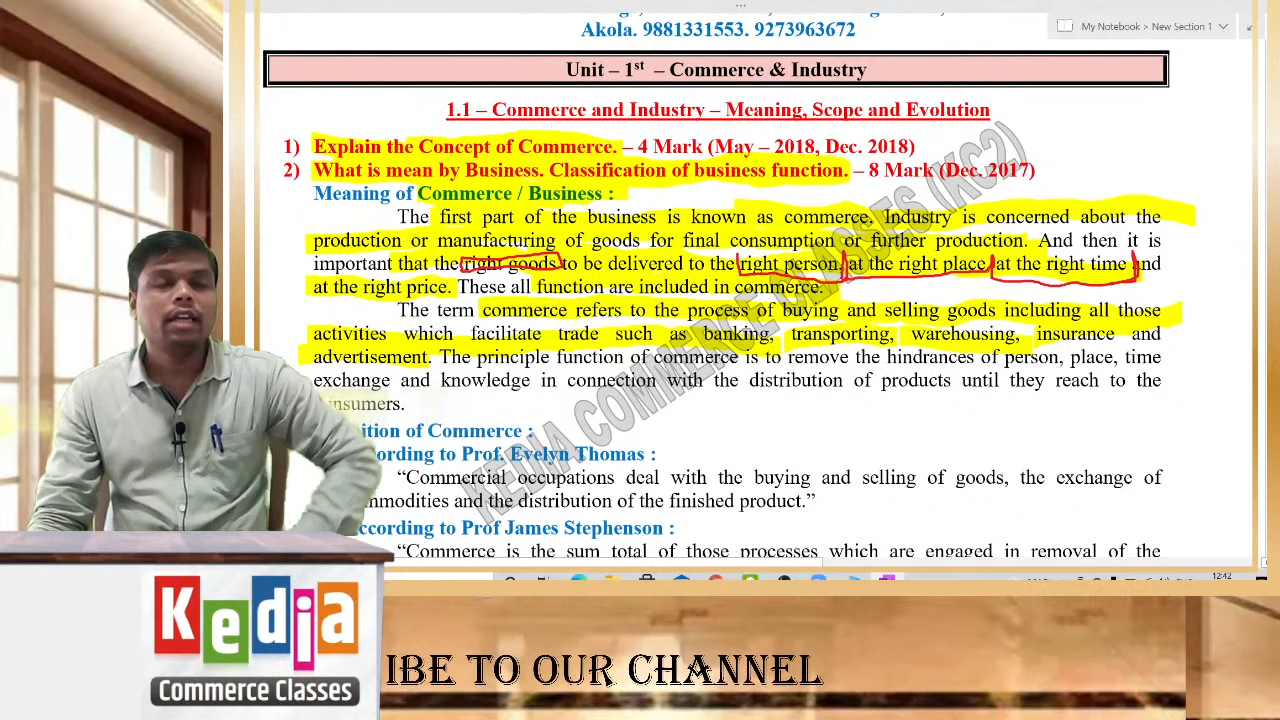 Akola. 9881331553. 9273963672
My Notebook > New Section 1
Unit – 1st – Commerce & Industry
1.1 – Commerce and Industry – Meaning, Scope and Evolution
1) Explain the Concept of Commerce. – 4 Mark (May – 2018, Dec. 2018)
2) What is mean by Business. Classification of business function. – 8 Mark (Dec. 2017)
Meaning of Commerce / Business :
The first part of the business is known as commerce. Industry is concerned about the
production or manufacturing of goods for final consumption or further production. And then it is
important that the right goods to be delivered to the right person, at the right place, at the right time and
at the right price. These all function are included in commerce.
The term commerce refers to the process of buying and selling goods including all those
activities which facilitate trade such as banking, transporting, warehousing, insurance and
advertisement. The principle function of commerce is to remove the hindrances of person, place, time
exchange and knowledge in connection with the distribution of products until they reach to the
nsumers.
ition of Commerce :
cording to Prof. Evelyn Thomas :
“Commercial occupations deal with the buying and selling of goods, the exchange of
mmodities and the distribution of the finished product.”
ccording to Prof James Stephenson :
“Commerce is the sum total of those processes which are engaged in removal of the
KEDIA COMMERCE CLASSES (KC2)
12:42
Kedia
Commerce Classes
IBE TO OUR CHANNEL